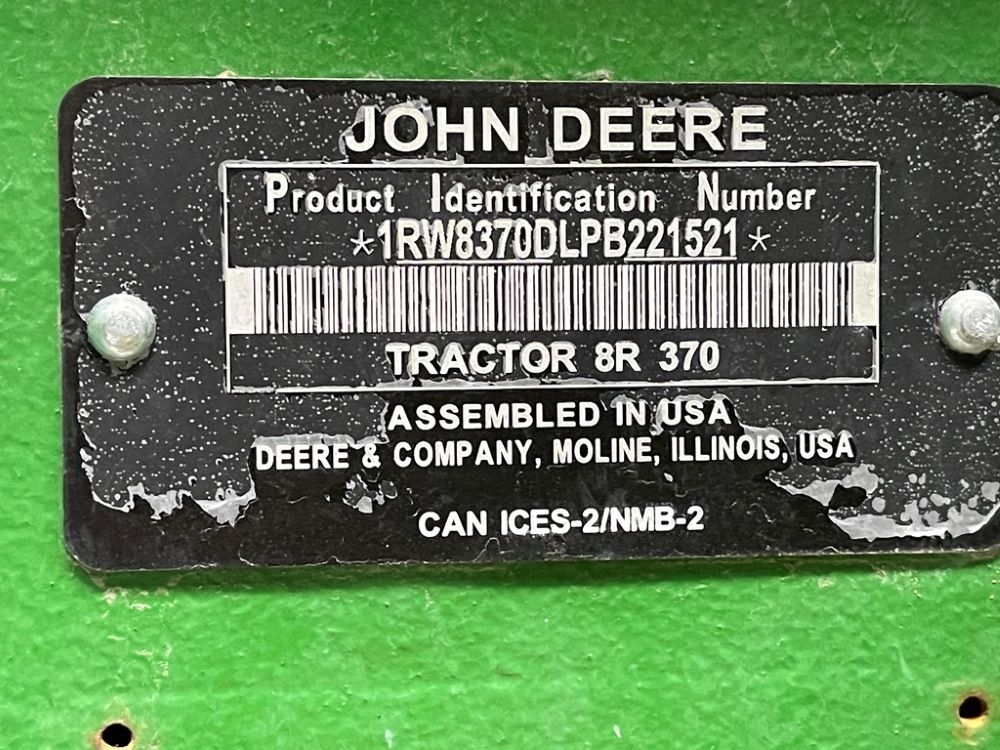 JOHN DEERE
Product Identification Number
*1RW8370DLPB221521*
TRACTOR 8R 370
ASSEMBLED IN USA
DEERE & COMPANY, MOLINE, ILLINOIS, USA
CAN ICES-2/NMB-2